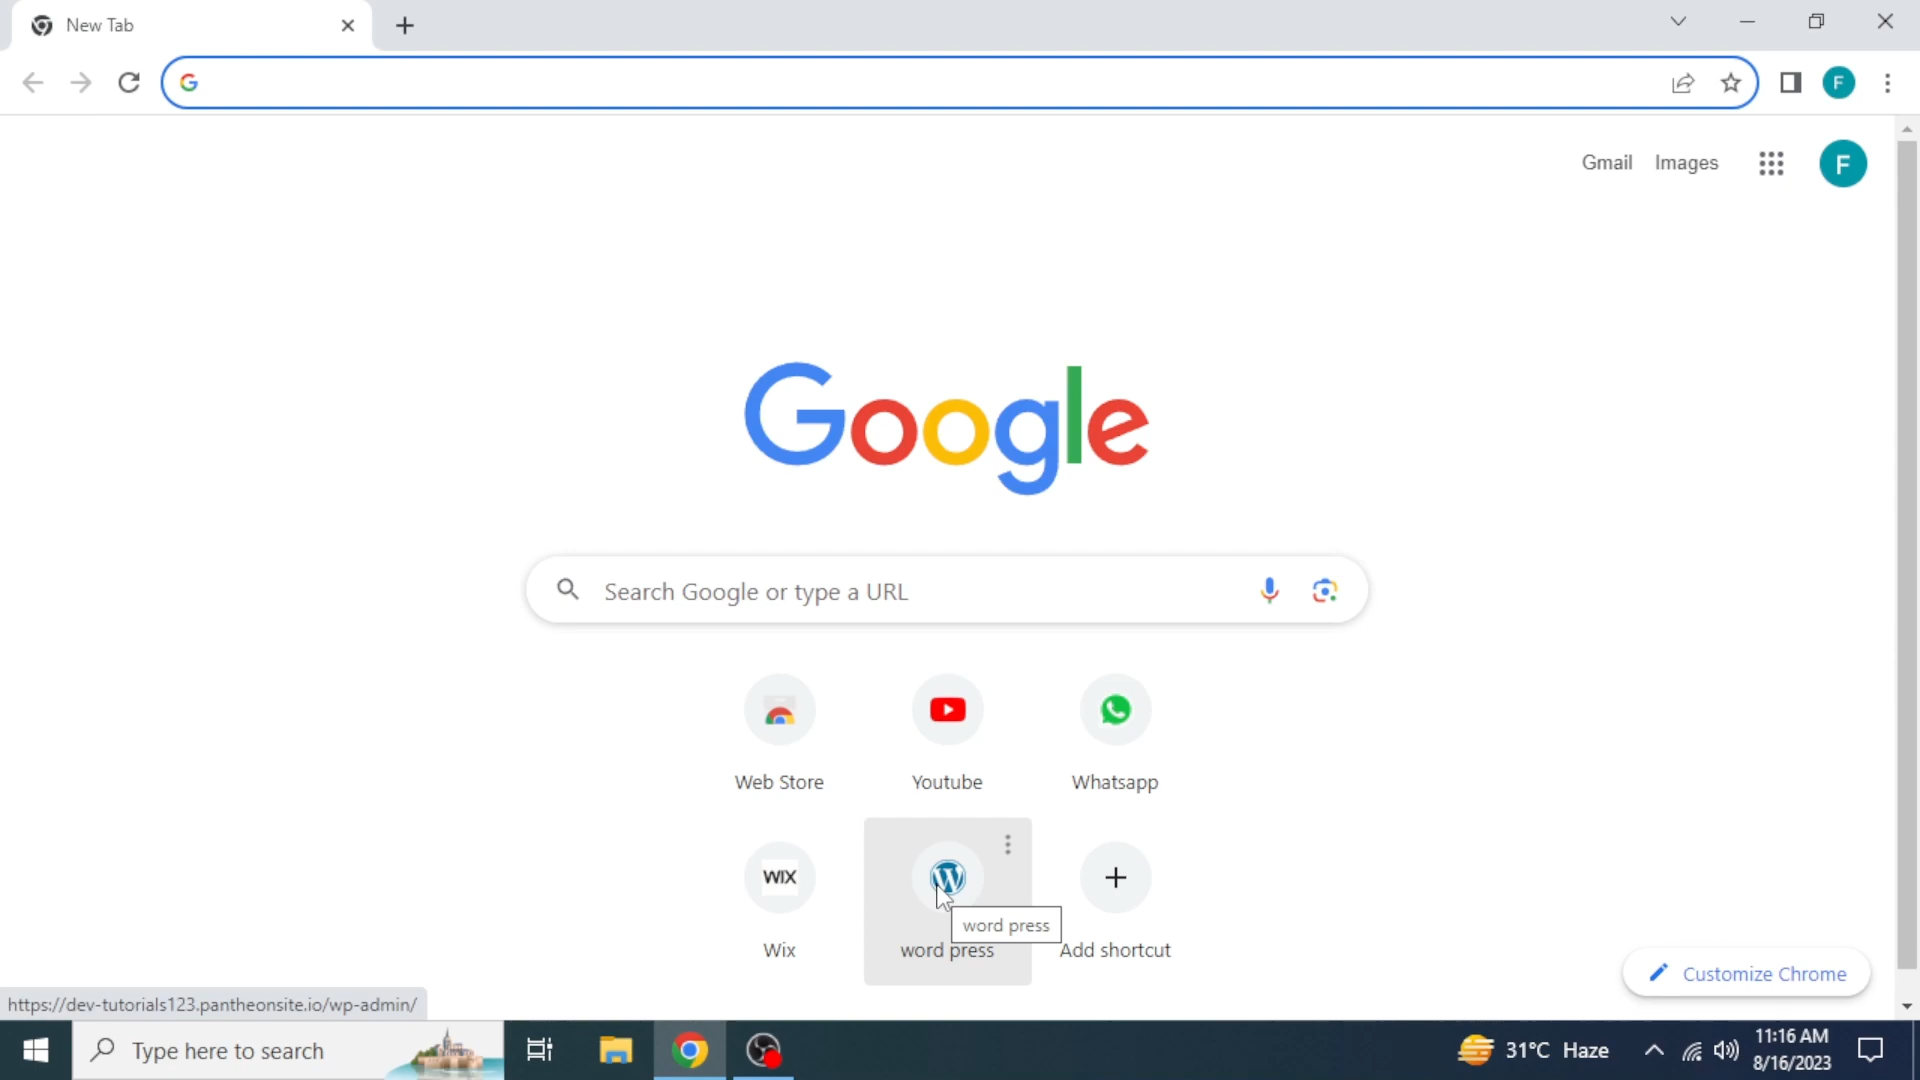 New Tab
Gmail Images
F
F
Google
Search Google or type a URL
Web Store
Youtube
Whatsapp
WIX
word press
Wix
word press
Add shortcut
Customize Chrome
https://dev-tutorials123.pantheonsite.io/wp-admin/
Type here to search
31°C Haze
11:16 AM
8/16/2023